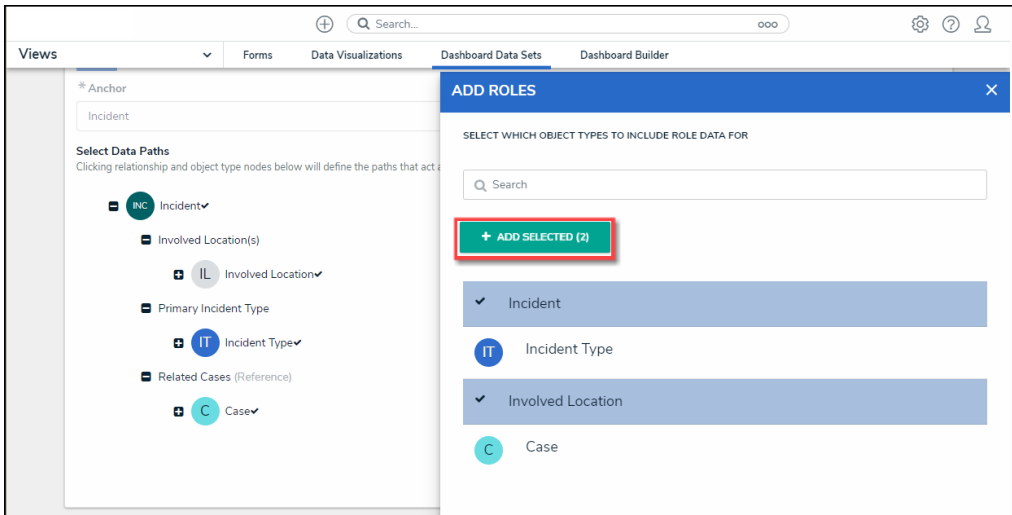 Search...
ooo
Views
Forms
Data Visualizations
Dashboard Data Sets
Dashboard Builder
*Anchor
Incident
Select Data Paths
Clicking relationship and object type nodes below will define the paths that act
INC Incident
Involved Location(s)
IL Involved Location
Primary Incident Type
IT Incident Type
Related Cases (Reference)
C Case
ADD ROLES
SELECT WHICH OBJECT TYPES TO INCLUDE ROLE DATA FOR
Search
+ ADD SELECTED (2)
Incident
IT Incident Type
Involved Location
C Case